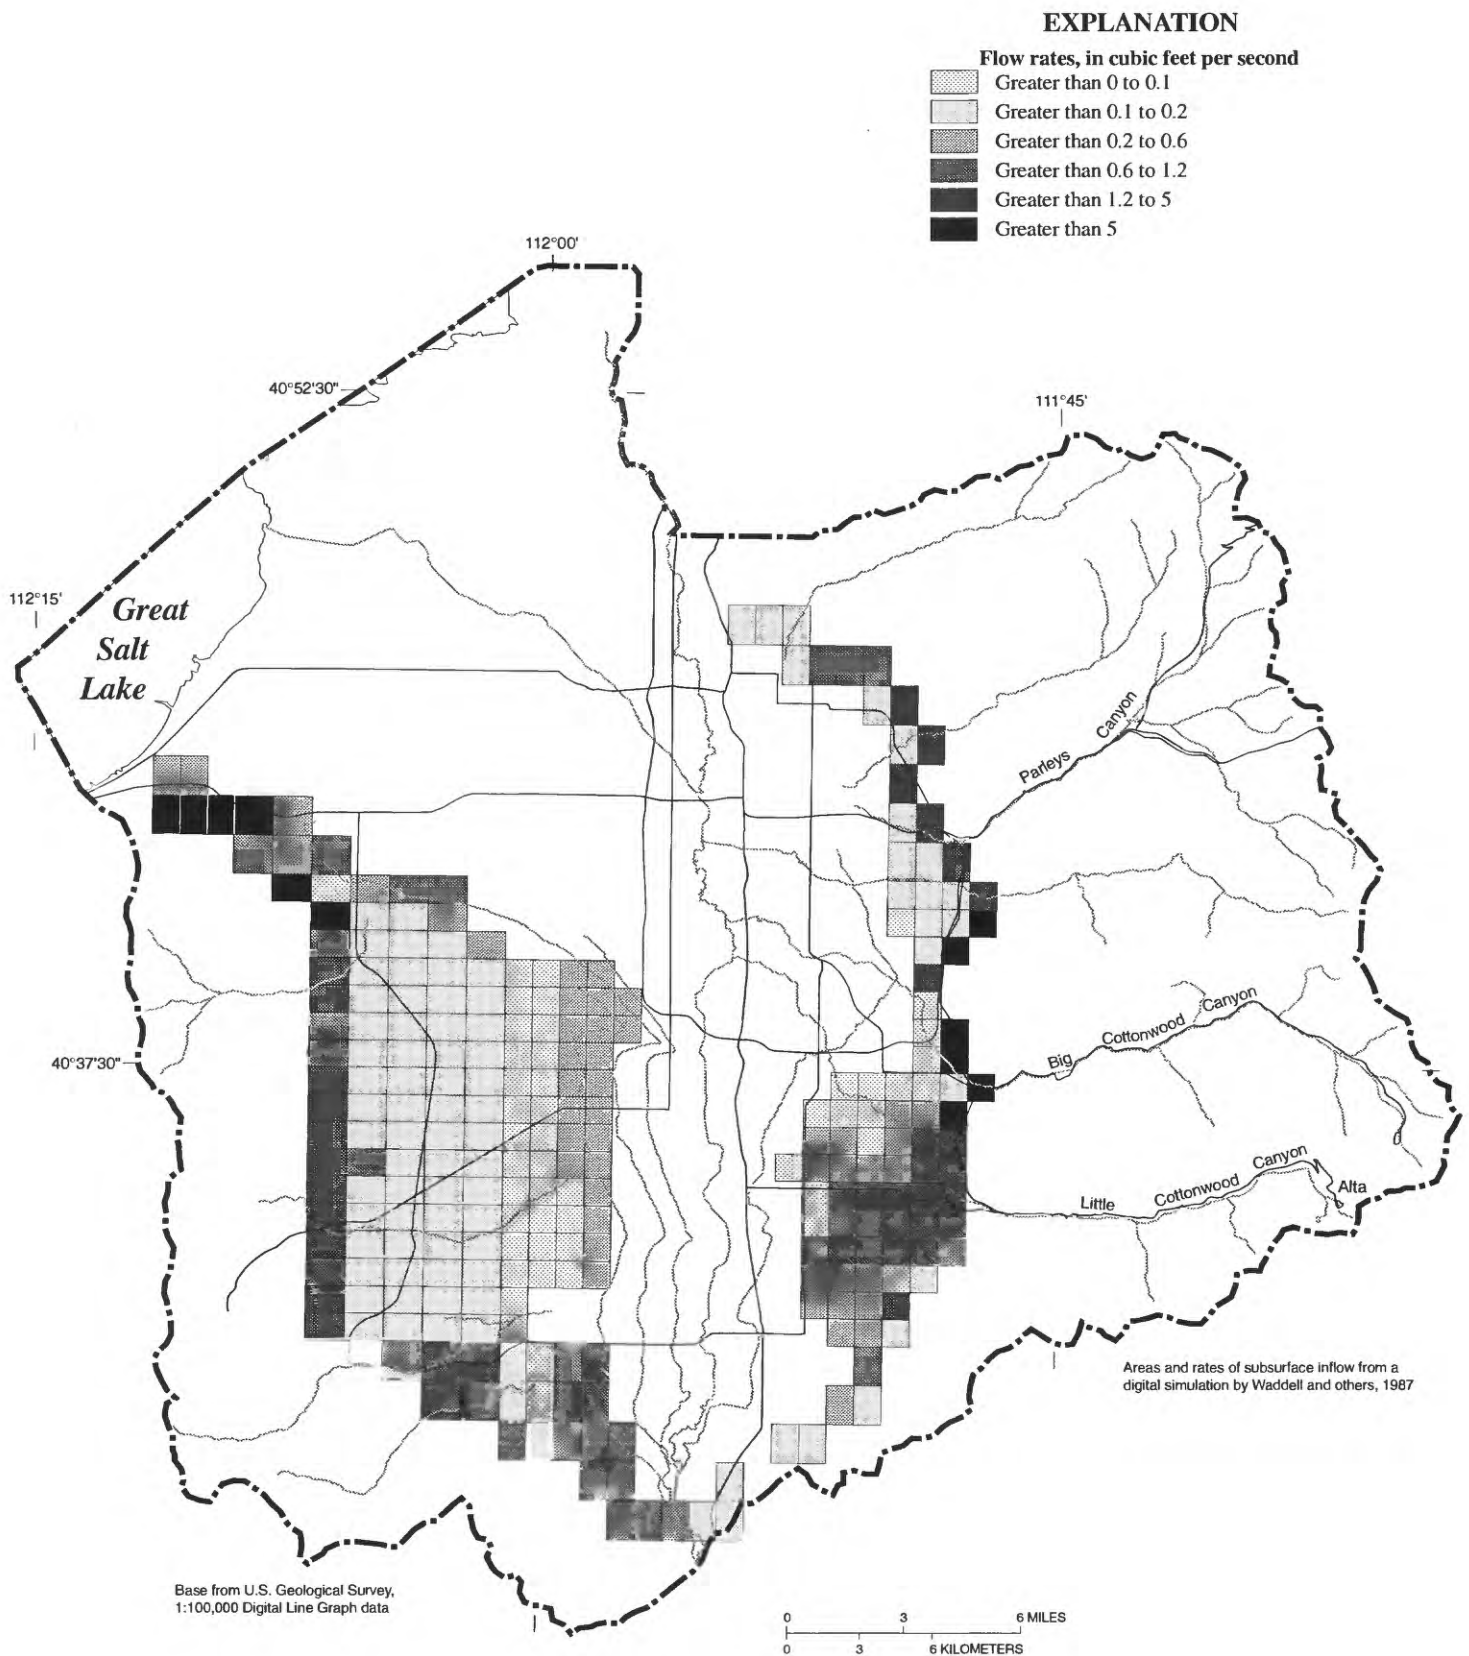 EXPLANATION
Flow rates, in cubic feet per second
Greater than 0 to 0.1
Greater than 0.1 to 0.2
Greater than 0.2 to 0.6
Greater than 0.6 to 1.2
Greater than 1.2 to 5
Greater than 5
112°00'
40°52'30"
111°45'
112°15'
Great
Salt
Lake
Parleys Canyon
40°37'30"
Big Cottonwood Canyon
Little Cottonwood Canyon
Alta
Areas and rates of subsurface inflow from a
digital simulation by Waddell and others, 1987
Base from U.S. Geological Survey,
1:100,000 Digital Line Graph data
0 3 6 MILES
0 3 6 KILOMETERS